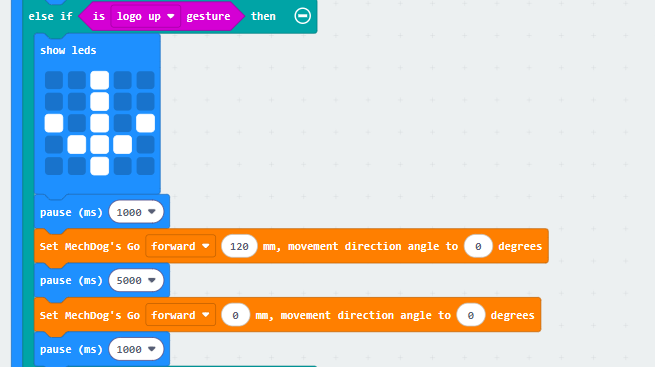 else if is logo up gesture then
show leds
pause (ms) 1000
Set MechDog's Go forward 120 mm, movement direction angle to 0 degrees
pause (ms) 5000
Set MechDog's Go forward 0 mm, movement direction angle to 0 degrees
pause (ms) 1000